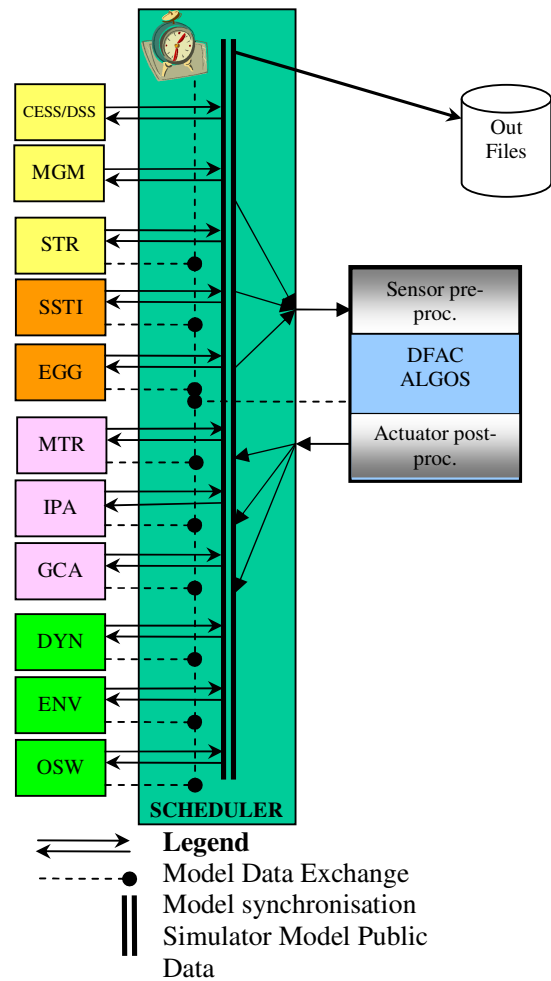 CESS/DSS
MGM
STR
SSTI
EGG
MTR
IPA
GCA
DYN
ENV
OSW
SCHEDULER
Out
Files
Sensor pre-
proc.
DFAC
ALGOS
Actuator post-
proc.
Legend
Model Data Exchange
Model synchronisation
Simulator Model Public
Data